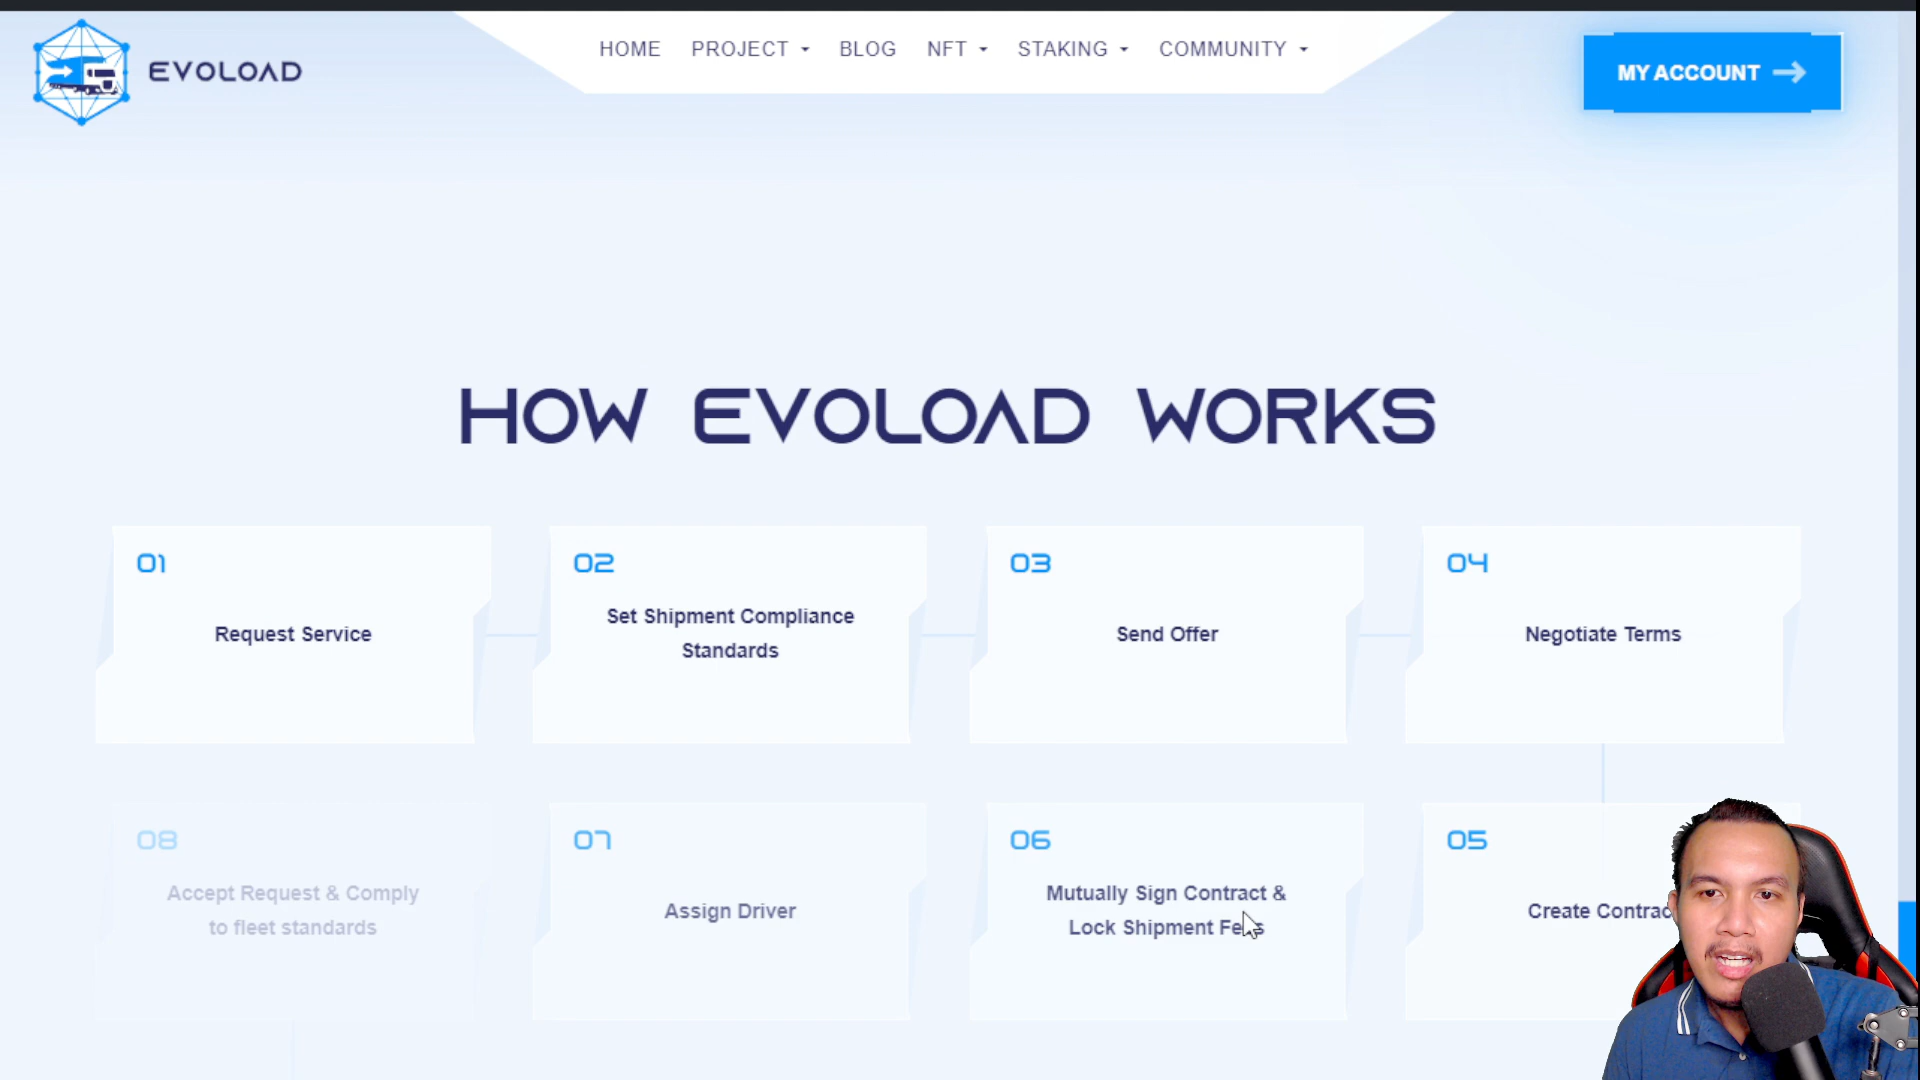 EVOLOAD
HOME PROJECT BLOG NFT STAKING COMMUNITY
MY ACCOUNT
HOW EVOLOAD WORKS
01
Request Service
02
Set Shipment Compliance
Standards
03
Send Offer
04
Negotiate Terms
08
Accept Request & Comply
to fleet standards
07
Assign Driver
06
Mutually Sign Contract &
Lock Shipment Fees
05
Create Contrac